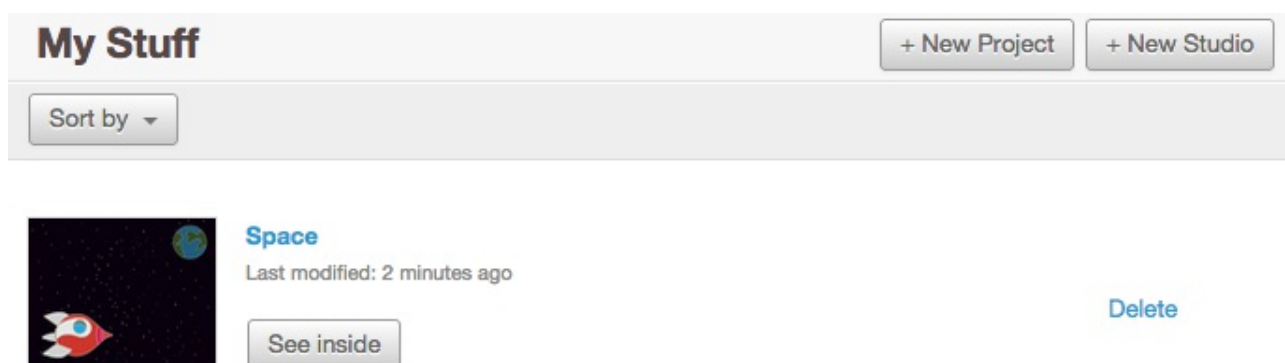 My Stuff
+ New Project
+ New Studio
Sort by
Space
Last modified: 2 minutes ago
Delete
See inside